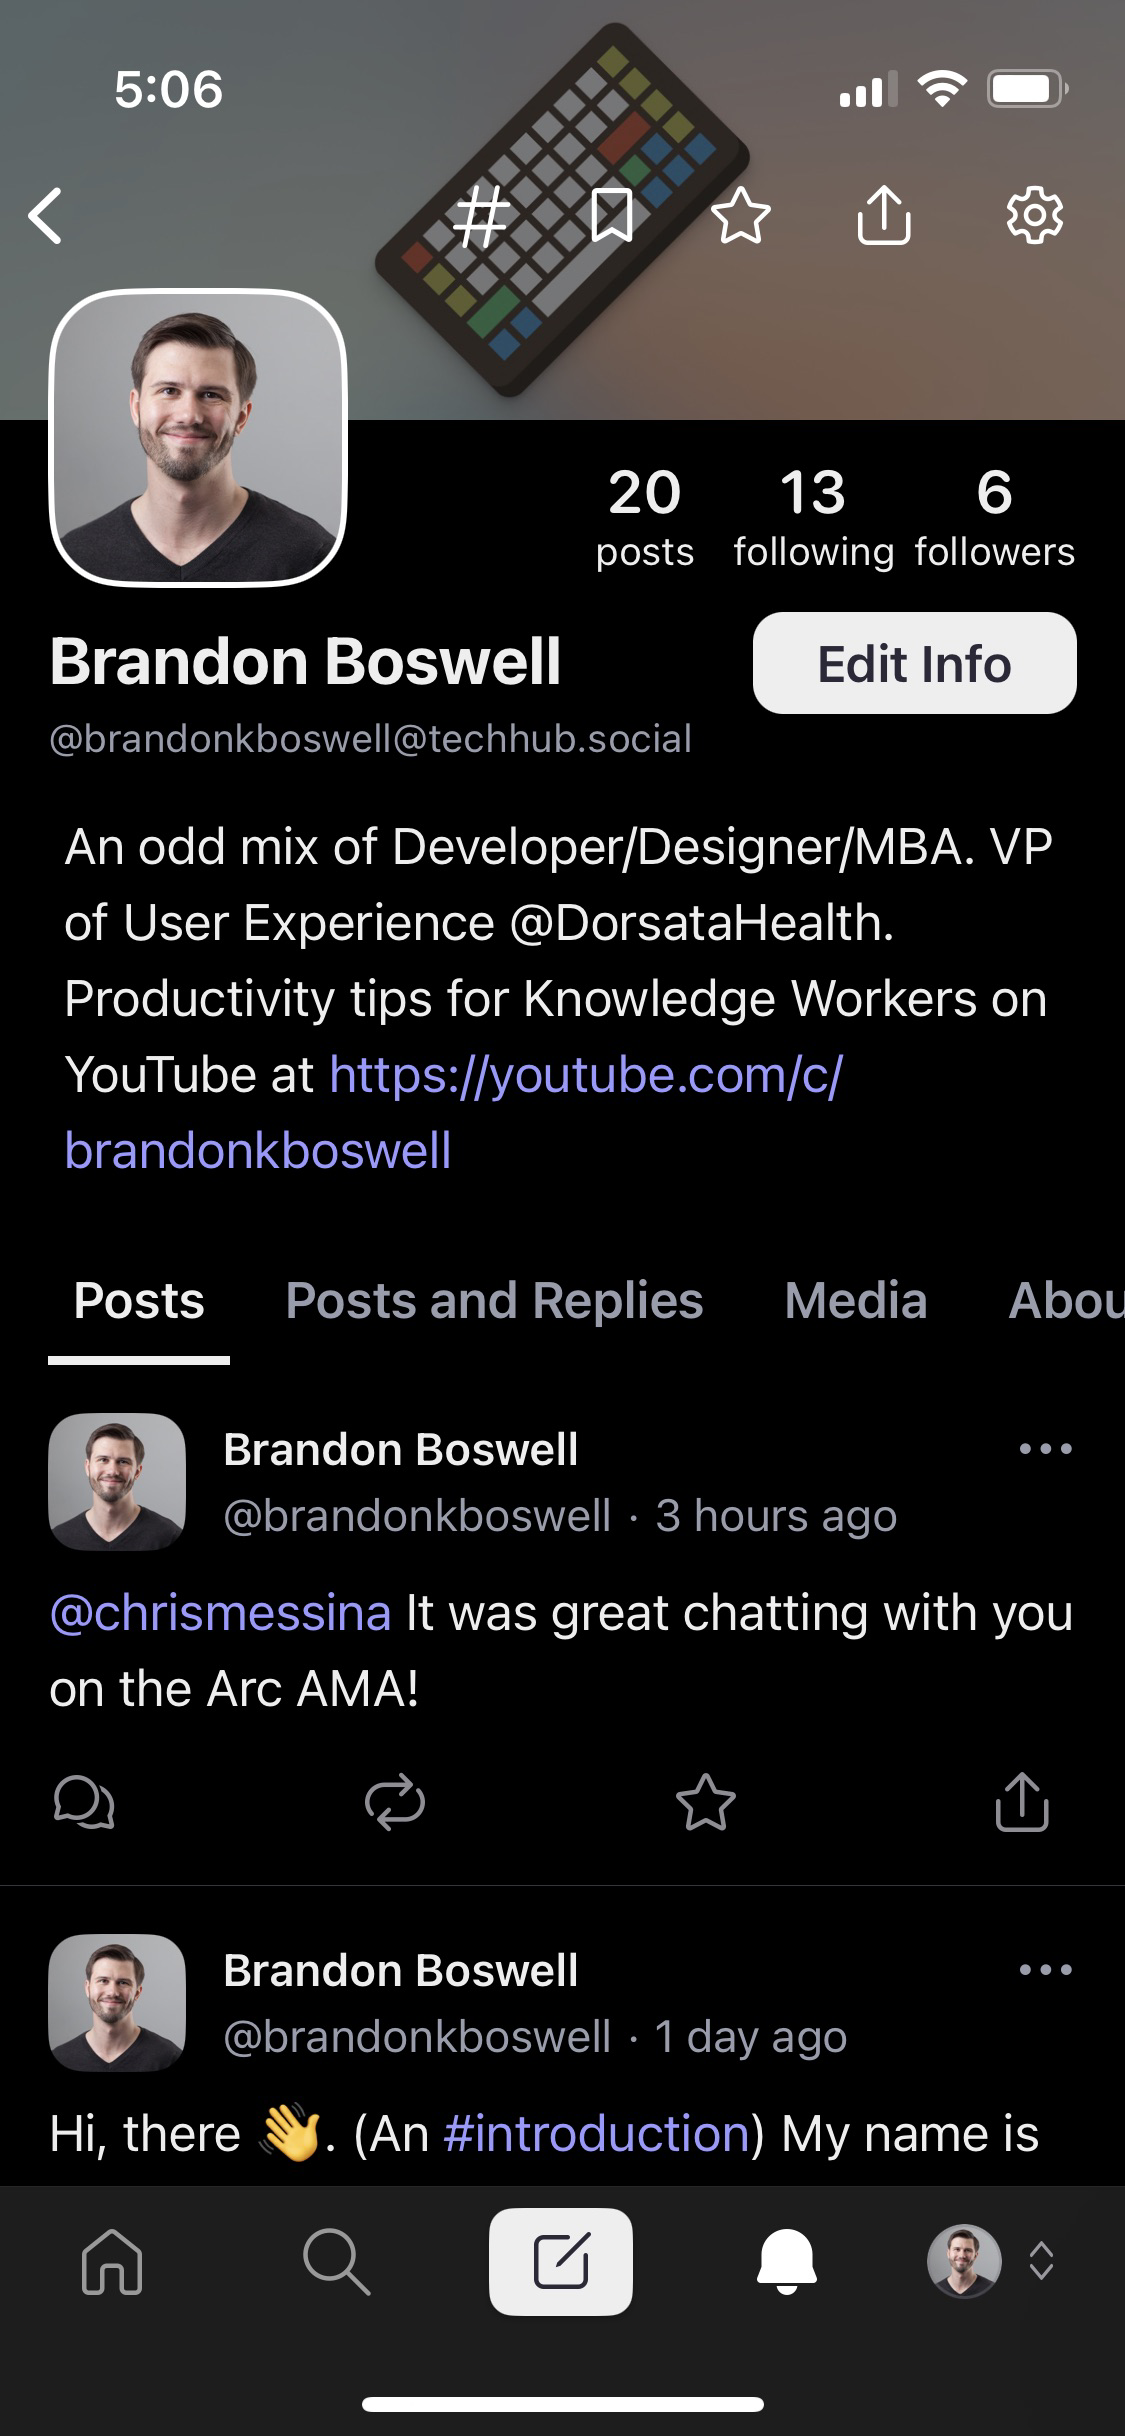 5:06
20
posts
13
following
6
followers
Brandon Boswell
Edit Info
@brandonkboswell@techhub.social
An odd mix of Developer/Designer/MBA. VP
of User Experience @DorsataHealth.
Productivity tips for Knowledge Workers on
YouTube at https://youtube.com/c/
brandonkboswell
Posts
Posts and Replies
Media
Abou
Brandon Boswell
@brandonkboswell · 3 hours ago
@chrismessina It was great chatting with you
on the Arc AMA!
Brandon Boswell
@brandonkboswell · 1 day ago
Hi, there 👋. (An #introduction) My name is